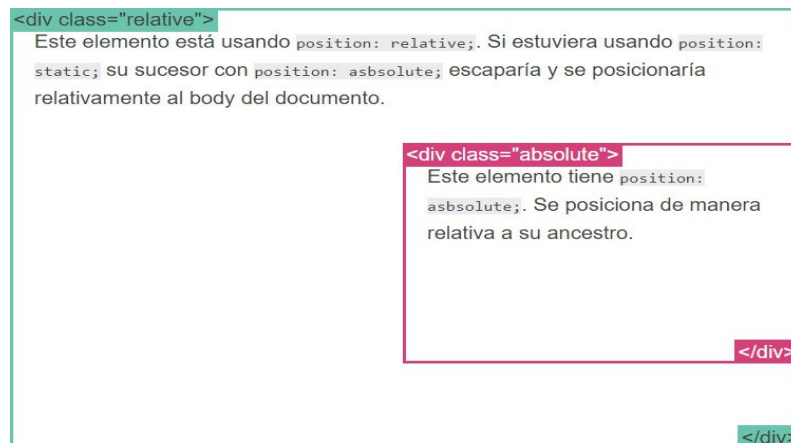 <div class="relative">
Este elemento está usando position: relative;. Si estuviera usando position:
static; su sucesor con position: asbsolute; escaparía y se posicionaría
relativamente al body del documento.
<div class="absolute">
Este elemento tiene position:
asbsolute;. Se posiciona de manera
relativa a su ancestro.
</div>
</div>